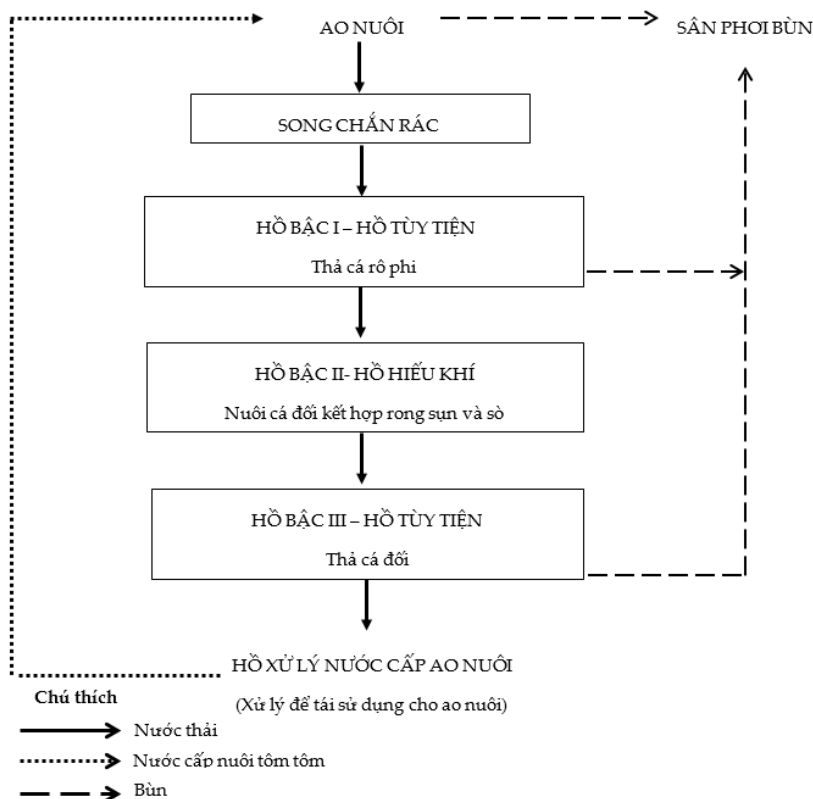 AO NUÔI
SÂN PHƠI BÙN
SONG CHẮN RÁC
HỒ BẬC I – HỒ TÙY TIỆN
Thả cá rô phi
HỒ BẬC II- HỒ HIẾU KHÍ
Nuôi cá đối kết hợp rong sụn và sò
HỒ BẬC III – HỒ TÙY TIỆN
Thả cá đối
HỒ XỬ LÝ NƯỚC CẤP AO NUÔI
(Xử lý để tái sử dụng cho ao nuôi)
Chú thích
Nước thải
Nước cấp nuôi tôm tôm
Bùn